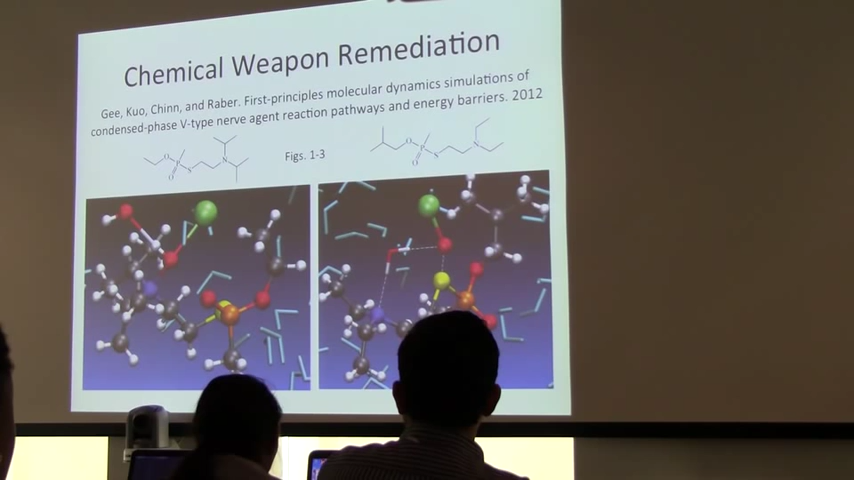 Chemical Weapon Remediation
Gee, Kuo, Chinn, and Raber. First-principles molecular dynamics simulations of
condensed-phase V-type nerve agent reaction pathways and energy barriers. 2012
Figs. 1-3